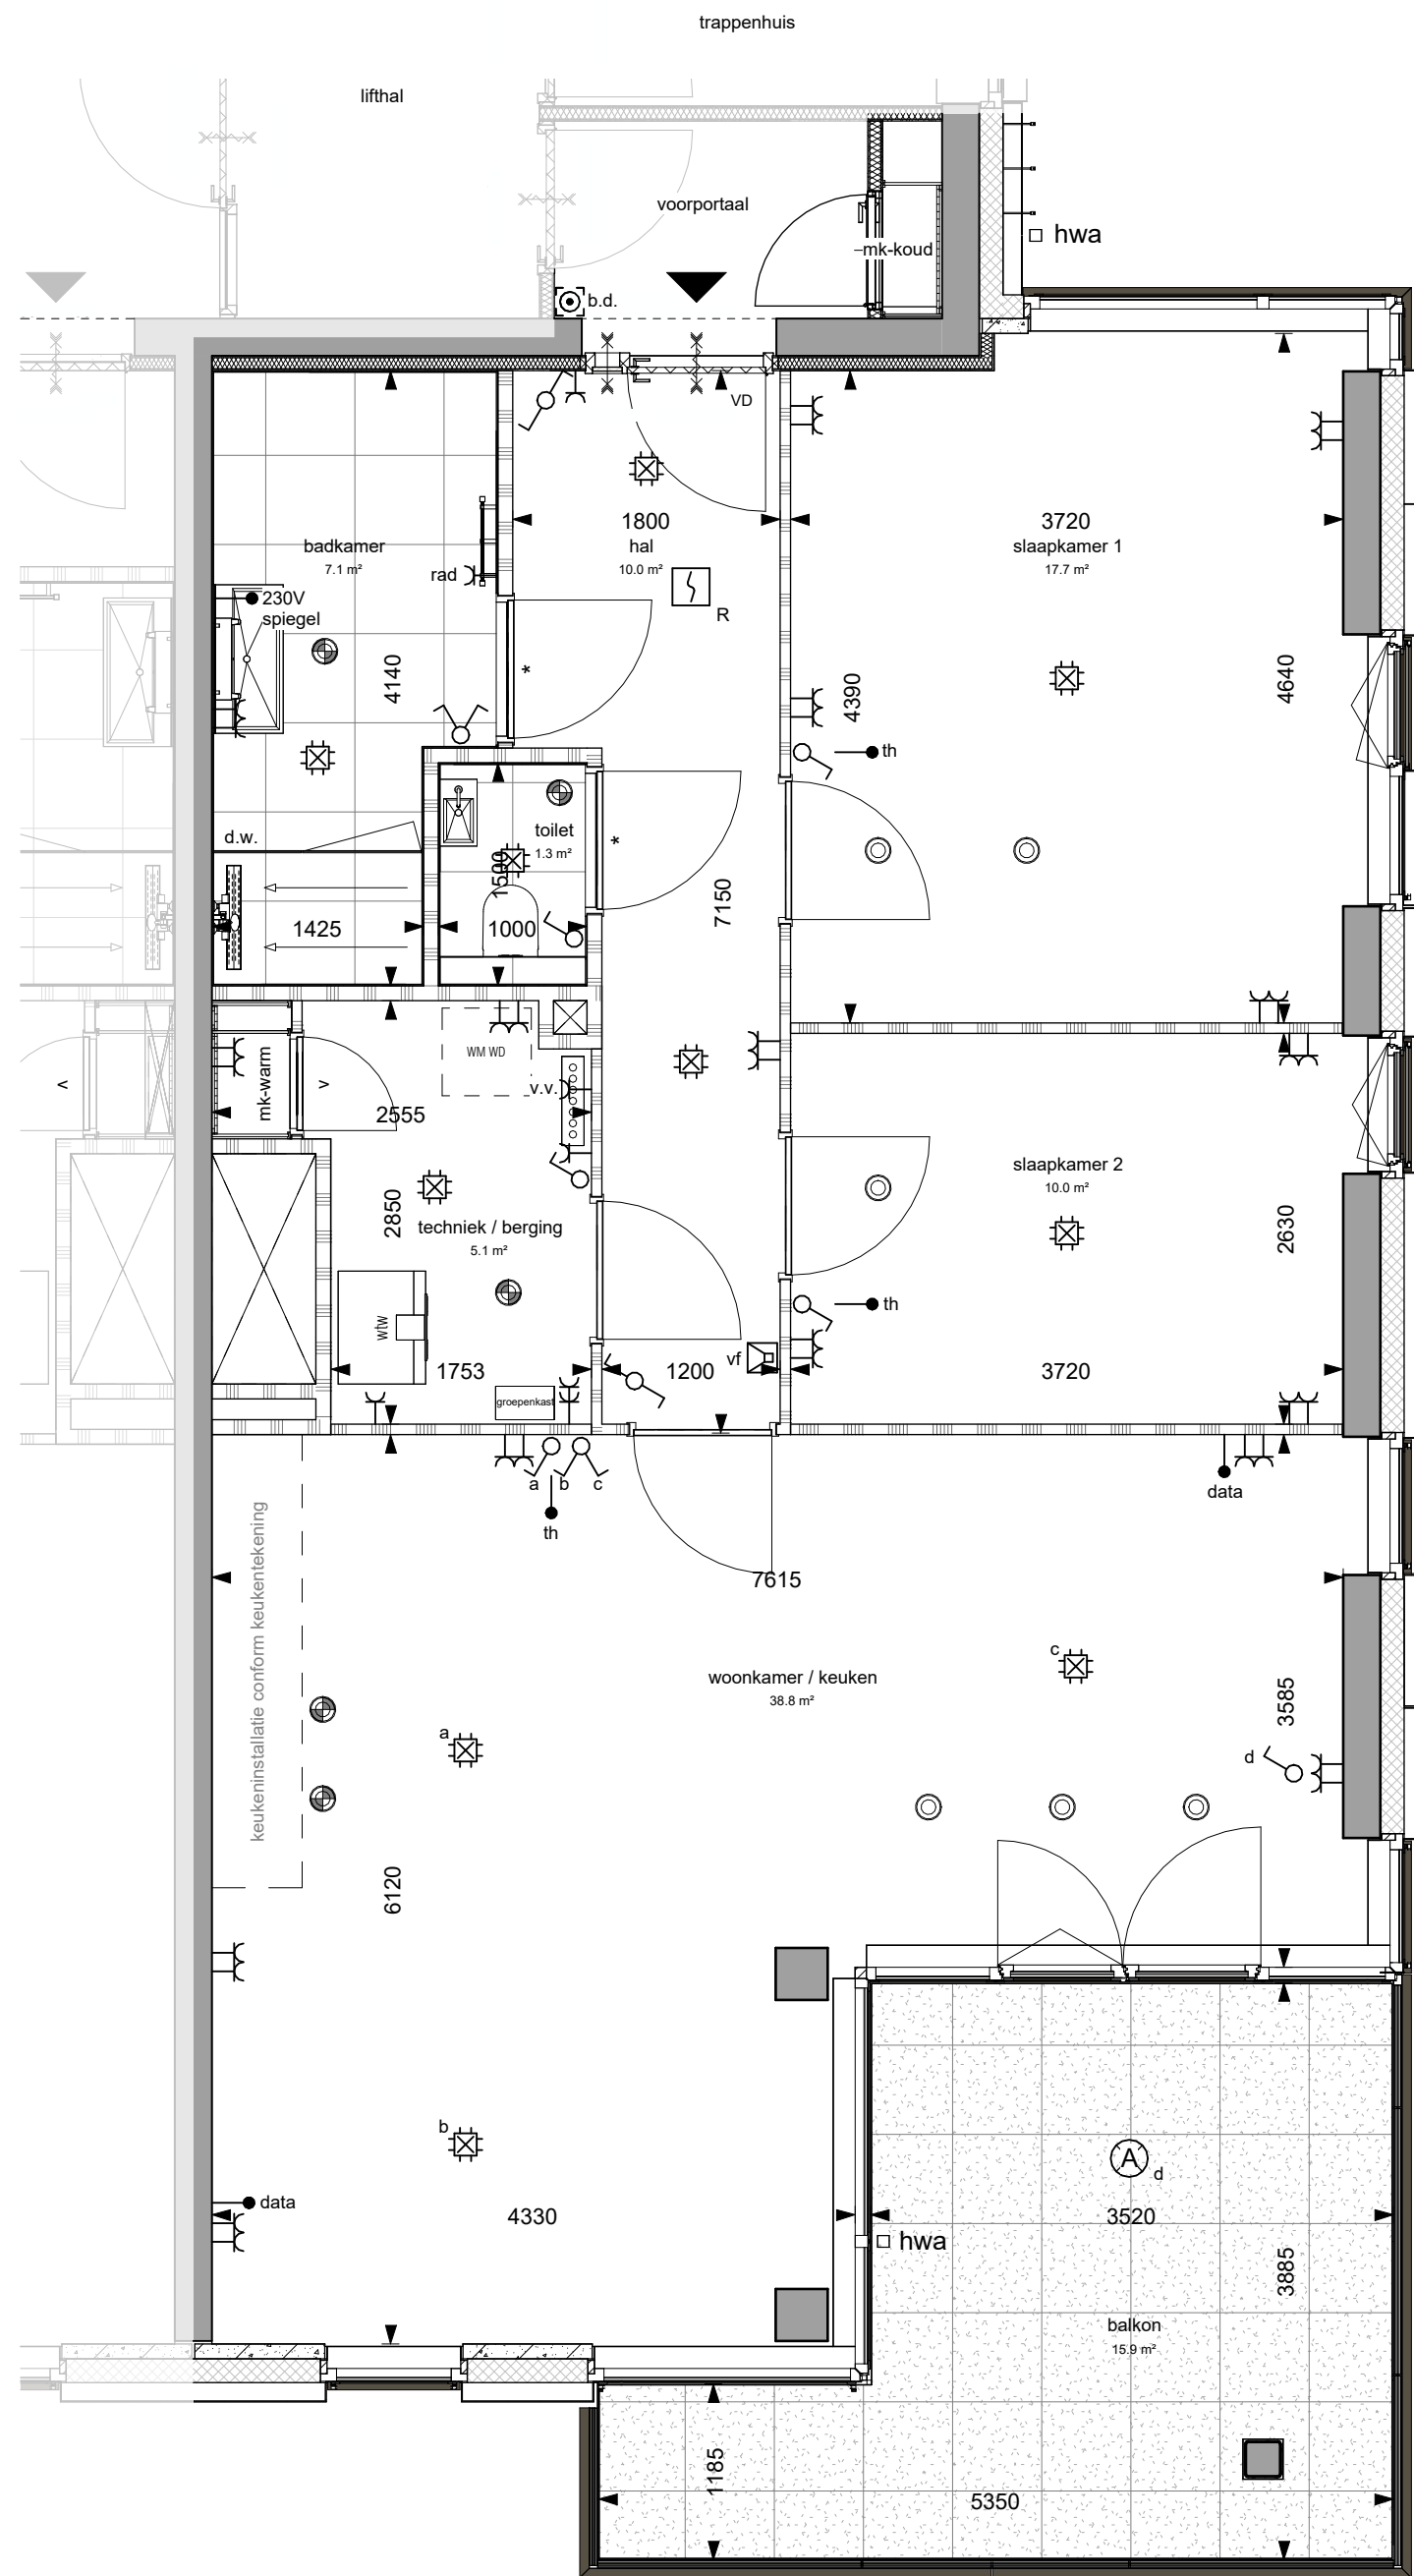 trappenhuis
lifthal
voorportaal
hwa
mk-koud
b.d.
VD
1800
hal
10.0 m²
3720
slaapkamer 1
17.7 m²
badkamer
7.1 m²
rad
230V
spiegel
R
4140
4390
4640
th
*
d.w.
toilet
1.3 m²
*
1500
7150
1425
1000
WM WD
v.v.
mk-warm
<
>
2555
slaapkamer 2
10.0 m²
2850
techniek / berging
5.1 m²
2630
th
wtw
vf
1753
1200
3720
groepenkast
a
b
c
th
data
keukeninstallatie conform keukentekening
7615
c
woonkamer / keuken
38.8 m²
3585
a
d
6120
b
A
d
data
4330
3520
hwa
3885
balkon
15.9 m²
1185
5350